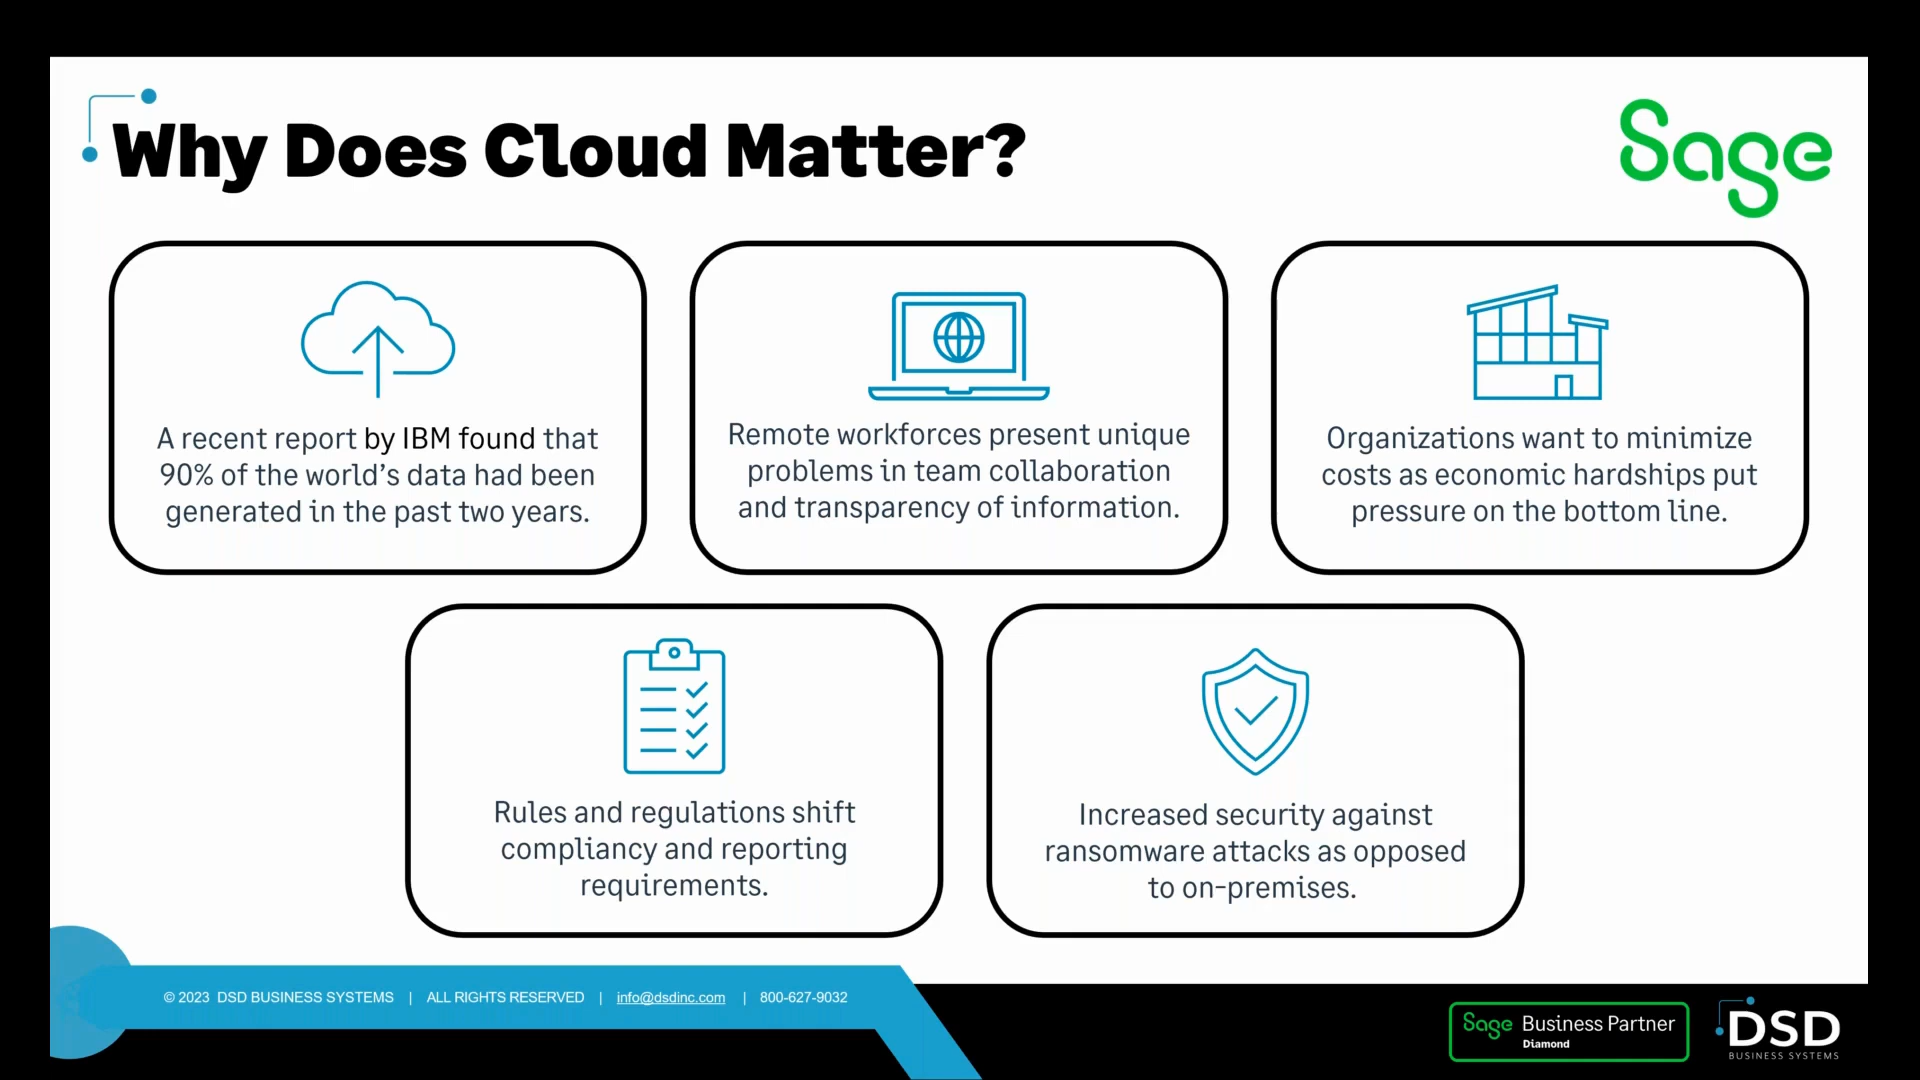 Why Does Cloud Matter?
Sage
A recent report by IBM found that
90% of the world’s data had been
generated in the past two years.
Remote workforces present unique
problems in team collaboration
and transparency of information.
Organizations want to minimize
costs as economic hardships put
pressure on the bottom line.
Rules and regulations shift
compliancy and reporting
requirements.
Increased security against
ransomware attacks as opposed
to on-premises.
© 2023 DSD BUSINESS SYSTEMS | ALL RIGHTS RESERVED | info@dsdinc.com | 800-627-9032
Sage Business Partner
Diamond
DSD
BUSINESS SYSTEMS